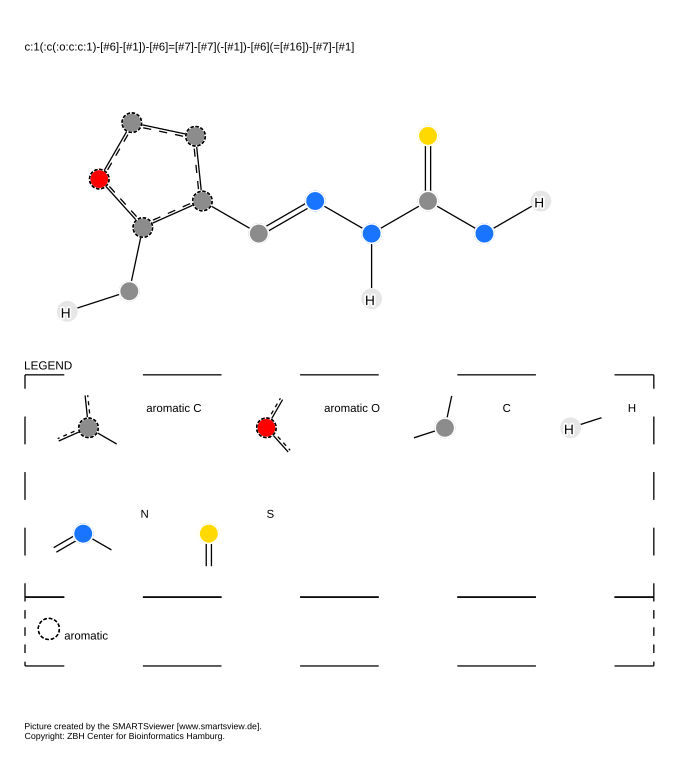 c:1(:c(:o:c:c:1)-[#6]-[#1])-[#6]=[#7]-[#7](-[#1])-[#6](=[#16])-[#7]-[#1]
H
H
H
LEGEND
aromatic C
aromatic O
C
H
H
N
S
aromatic
Picture created by the SMARTSviewer [www.smartsview.de].
Copyright: ZBH Center for Bioinformatics Hamburg.